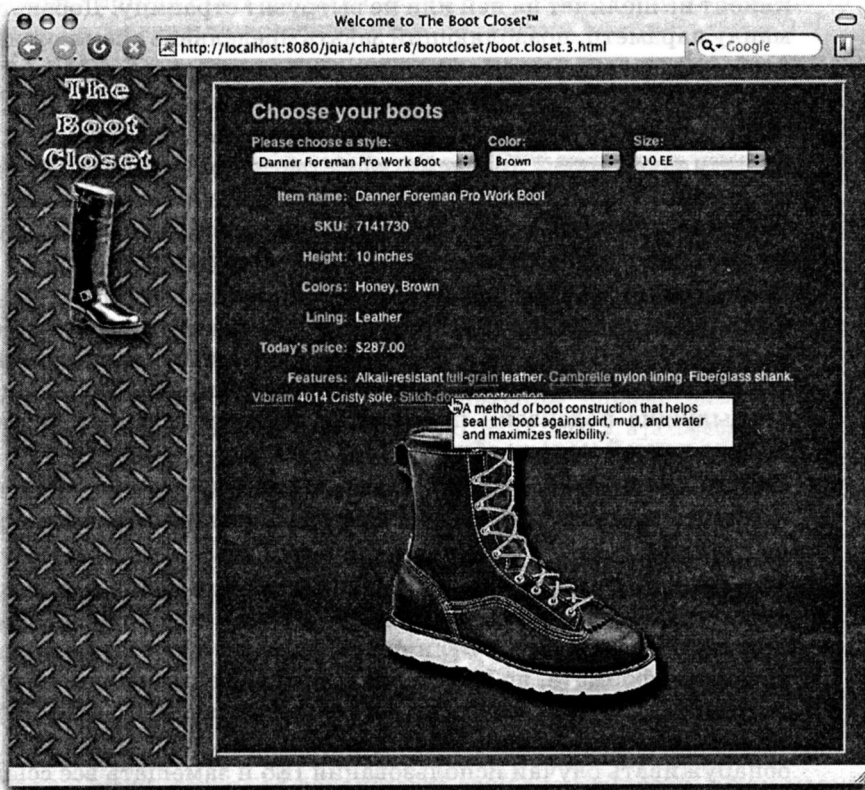 Welcome to The Boot Closet™
http://localhost:8080/jqia/chapter8/bootcloset/boot.closet.3.html
Google
The
Boot
Closet
Choose your boots
Please choose a style: Color: Size:
Danner Foreman Pro Work Boot Brown 10 EE
Item name: Danner Foreman Pro Work Boot
SKU: 7141730
Height: 10 inches
Colors: Honey, Brown
Lining: Leather
Today's price: $287.00
Features: Alkali-resistant full-grain leather. Cambrelle nylon lining. Fiberglass shank.
Vibram 4014 Cristy sole. Stitch-down construction
A method of boot construction that helps
seal the boot against dirt, mud, and water
and maximizes flexibility.